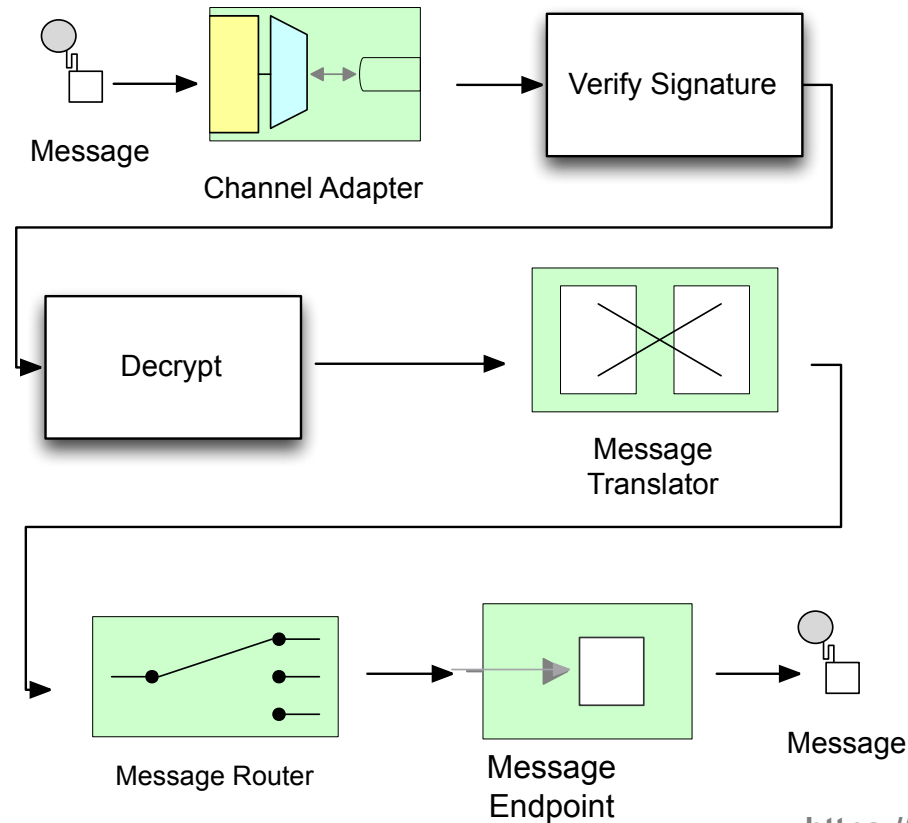 Message
Channel Adapter
Verify Signature
Decrypt
Message
Translator
Message Router
Message
Endpoint
Message